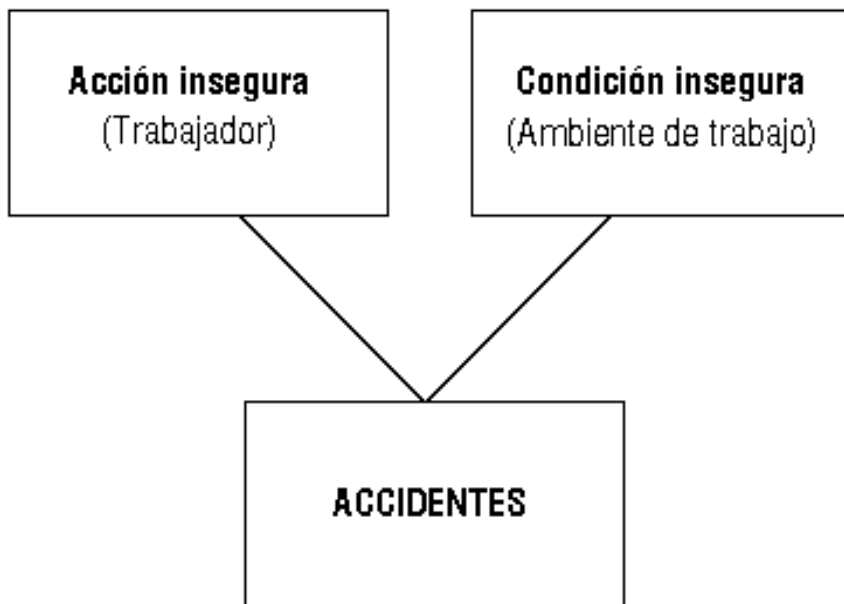 Acción insegura
(Trabajador)
Condición insegura
(Ambiente de trabajo)
ACCIDENTES